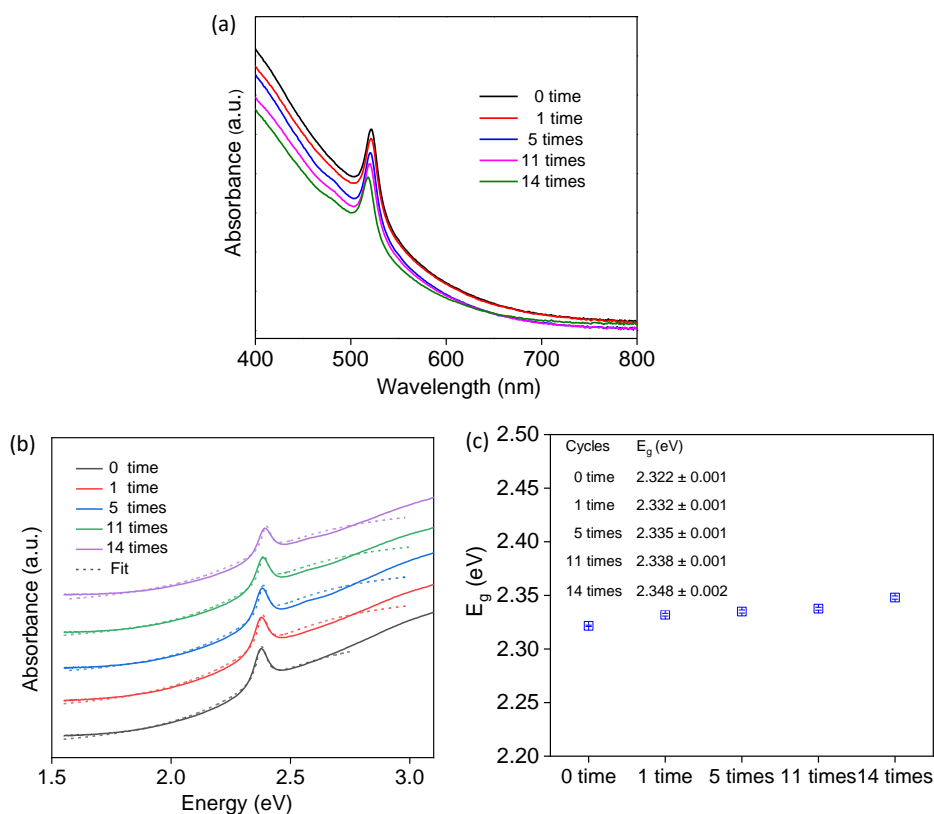 (a)
Absorbance (a.u.)
0 time
1 time
5 times
11 times
14 times
400 500 600 700 800
Wavelength (nm)
(b)
Absorbance (a.u.)
0 time
1 time
5 times
11 times
14 times
Fit
1.5 2.0 2.5 3.0
Energy (eV)
(c)
E_g (eV)
2.50
2.45
2.40
2.35
2.30
2.25
2.20
Cycles E_g (eV)
0 time 2.322 ± 0.001
1 time 2.332 ± 0.001
5 times 2.335 ± 0.001
11 times 2.338 ± 0.001
14 times 2.348 ± 0.002
0 time 1 time 5 times 11 times 14 times